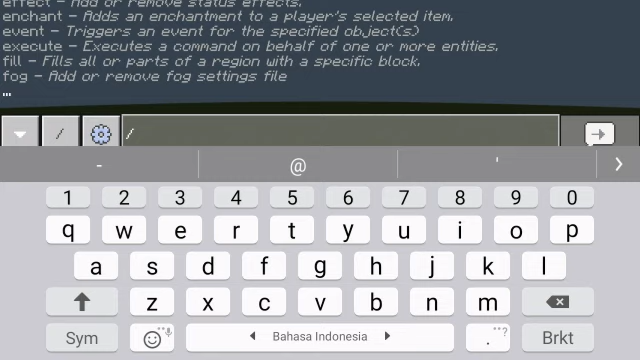 effect - Add or remove status effects.
enchant - Adds an enchantment to a player's selected item.
event - Triggers an event for the specified object(s)
execute - Executes a command on behalf of one or more entities.
fill - Fills all or parts of a region with a specific block.
fog - Add or remove fog settings file
...
/ /
- @ '
1 2 3 4 5 6 7 8 9 0
q w e r t y u i o p
a s d f g h j k l
z x c v b n m
Sym Bahasa Indonesia . ? Brkt